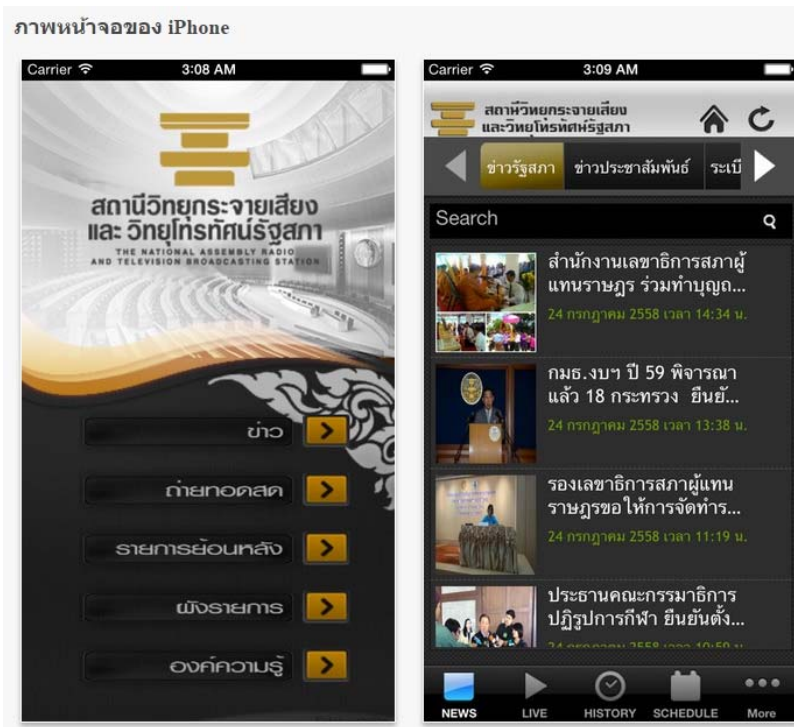 ภาพหน้าจอของ iPhone
Carrier 3:08 AM
สถานีวิทยุกระจายเสียง
และ วิทยุโทรทัศน์รัฐสภา
THE NATIONAL ASSEMBLY RADIO
AND TELEVISION BROADCASTING STATION
ข่าว
ถ่ายทอดสด
รายการย้อนหลัง
ผังรายการ
องค์ความรู้
Carrier 3:09 AM
สถานีวิทยุกระจายเสียง
และวิทยุโทรทัศน์รัฐสภา
ข่าวรัฐสภา ข่าวประชาสัมพันธ์ ระเบี
Search
สำนักงานเลขาธิการสภาผู้
แทนราษฎร ร่วมทำบุญถ...
24 กรกฎาคม 2558 เวลา 14:34 น.
กมธ.งบฯ ปี 59 พิจารณา
แล้ว 18 กระทรวง ยืนยั...
24 กรกฎาคม 2558 เวลา 13:38 น.
รองเลขาธิการสภาผู้แทน
ราษฎรขอให้การจัดทำร...
24 กรกฎาคม 2558 เวลา 11:19 น.
ประธานคณะกรรมาธิการ
ปฏิรูปการกีฬา ยืนยันตั้ง...
24 กรกฎาคม 2558 เวลา 10:59 น.
NEWS LIVE HISTORY SCHEDULE More